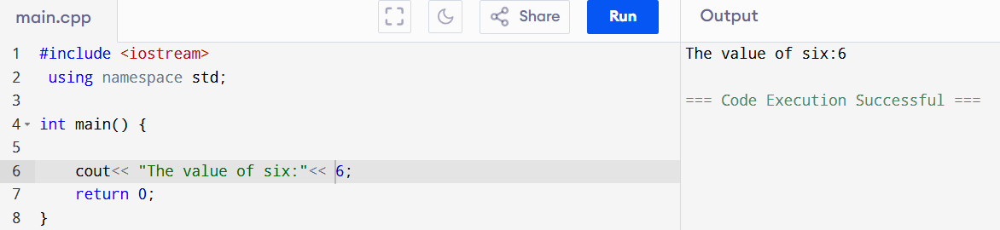 main.cpp Share Run Output
1 #include <iostream>
2 using namespace std;
3
4 int main() {
5
6 cout<< "The value of six:"<< 6;
7 return 0;
8 }
The value of six:6
=== Code Execution Successful ===